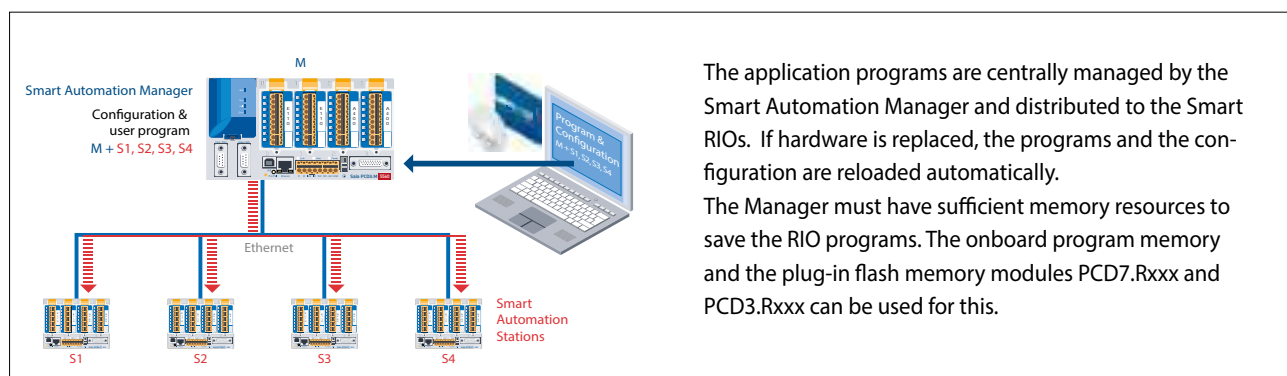 M
Smart Automation Manager
Configuration &
user program
M + S1, S2, S3, S4
Program &
Configuration
M + S1, S2, S3, S4
Ethernet
Smart
Automation
Stations
S1
S2
S3
S4
The application programs are centrally managed by the
Smart Automation Manager and distributed to the Smart
RIOs. If hardware is replaced, the programs and the con-
figuration are reloaded automatically.
The Manager must have sufficient memory resources to
save the RIO programs. The onboard program memory
and the plug-in flash memory modules PCD7.Rxxx and
PCD3.Rxxx can be used for this.